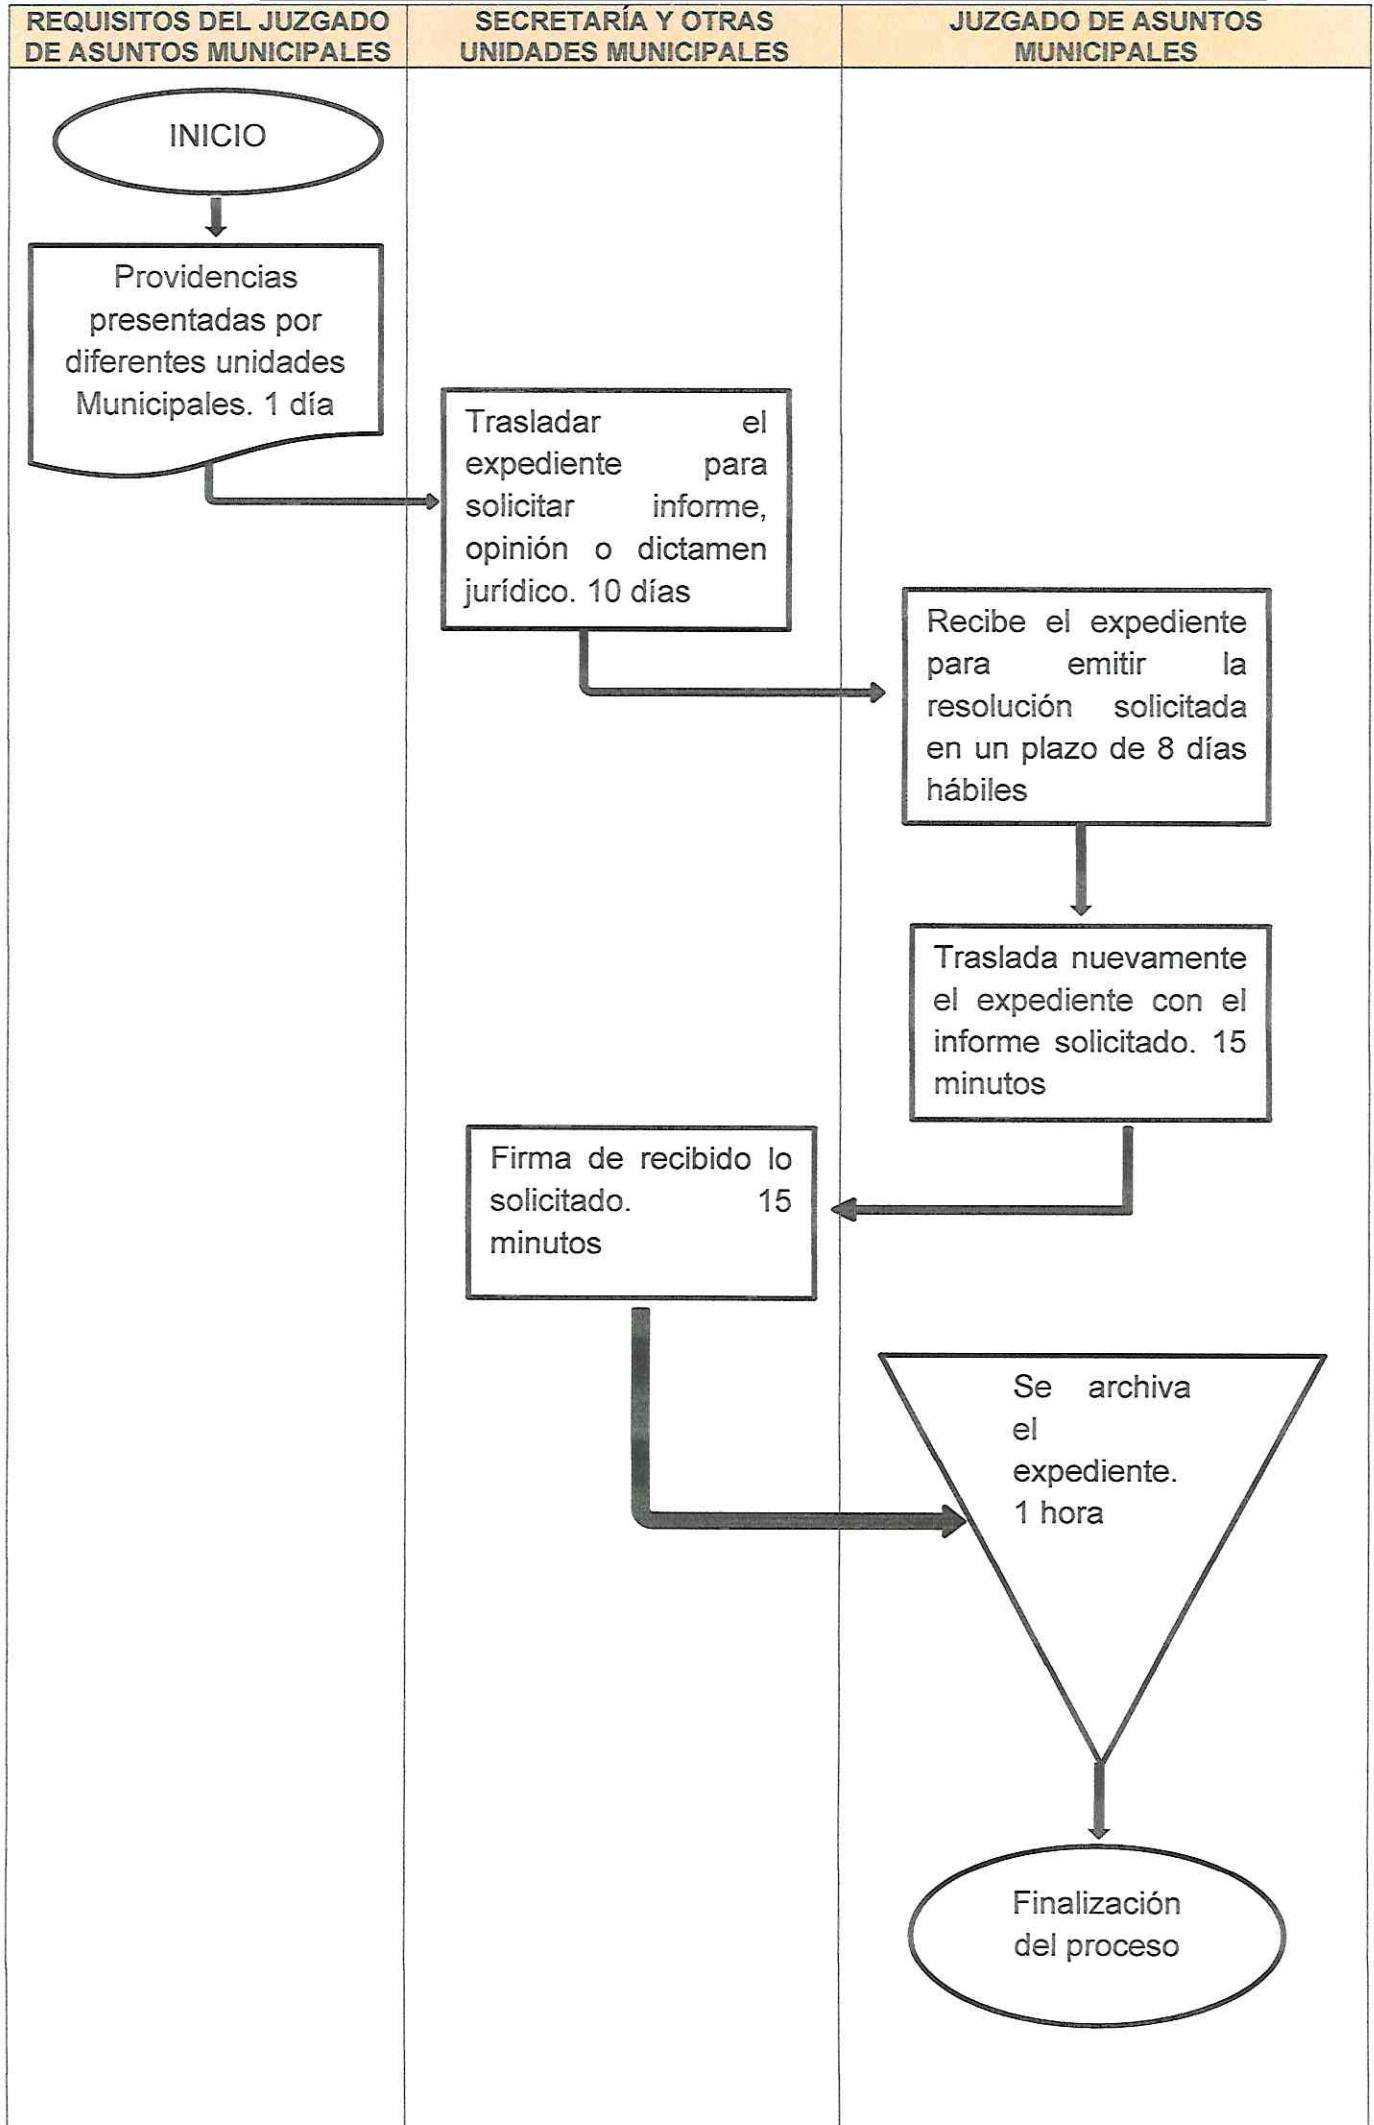 REQUISITOS DEL JUZGADO
DE ASUNTOS MUNICIPALES
SECRETARÍA Y OTRAS
UNIDADES MUNICIPALES
JUZGADO DE ASUNTOS
MUNICIPALES
INICIO
Providencias
presentadas por
diferentes unidades
Municipales. 1 día
Trasladar el
expediente para
solicitar informe,
opinión o dictamen
jurídico. 10 días
Recibe el expediente
para emitir la
resolución solicitada
en un plazo de 8 días
hábiles
Traslada nuevamente
el expediente con el
informe solicitado. 15
minutos
Firma de recibido lo
solicitado. 15
minutos
Se archiva
el
expediente.
1 hora
Finalización
del proceso